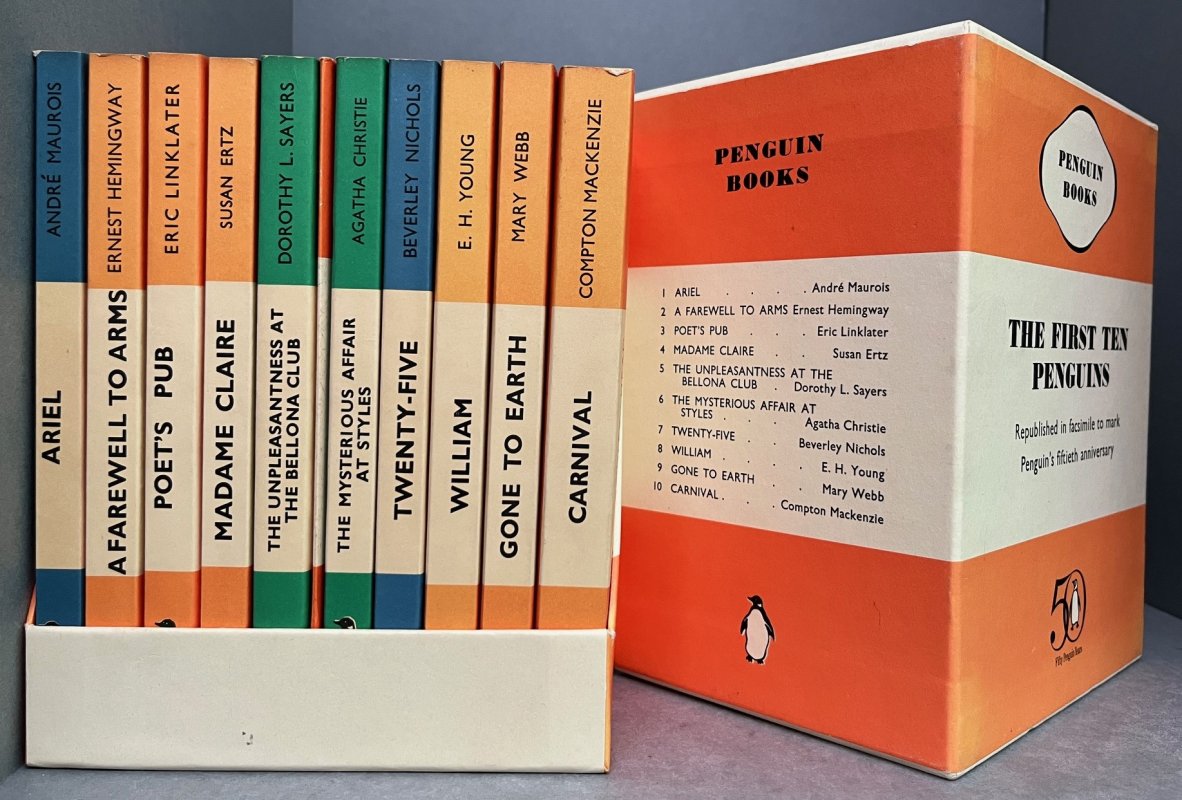 ANDRÉ MAUROIS
ARIEL
ERNEST HEMINGWAY
A FAREWELL TO ARMS
ERIC LINKLATER
POET'S PUB
SUSAN ERTZ
MADAME CLAIRE
DOROTHY L. SAYERS
THE UNPLEASANTNESS AT
THE BELLONA CLUB
AGATHA CHRISTIE
THE MYSTERIOUS AFFAIR
AT STYLES
BEVERLEY NICHOLS
TWENTY-FIVE
E. H. YOUNG
WILLIAM
MARY WEBB
GONE TO EARTH
COMPTON MACKENZIE
CARNIVAL
PENGUIN
BOOKS
1 ARIEL . . . . André Maurois
2 A FAREWELL TO ARMS Ernest Hemingway
3 POET'S PUB . . . Eric Linklater
4 MADAME CLAIRE . . Susan Ertz
5 THE UNPLEASANTNESS AT THE
BELLONA CLUB . Dorothy L. Sayers
6 THE MYSTERIOUS AFFAIR AT
STYLES . . . . Agatha Christie
7 TWENTY-FIVE . . . Beverley Nichols
8 WILLIAM . . . . E. H. Young
9 GONE TO EARTH . . Mary Webb
10 CARNIVAL . . . Compton Mackenzie
PENGUIN
BOOKS
THE FIRST TEN
PENGUINS
Republished in facsimile to mark
Penguin's fiftieth anniversary
50
Fifty Penguin Years